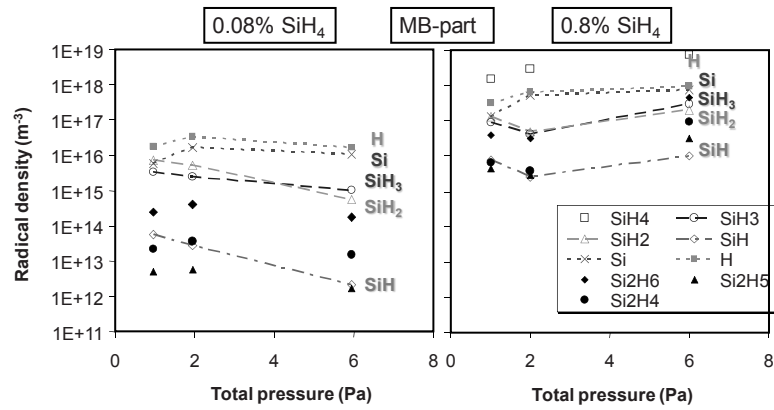 0.08% SiH4
MB-part
0.8% SiH4
Radical density (m-3)
1E+19
1E+18
1E+17
1E+16
1E+15
1E+14
1E+13
1E+12
1E+11
H
Si
SiH3
SiH2
SiH
0 2 4 6 8
Total pressure (Pa)
H
Si
SiH3
SiH2
SiH
SiH4 SiH3
SiH2 SiH
Si H
Si2H6 Si2H5
Si2H4
0 2 4 6 8
Total pressure (Pa)